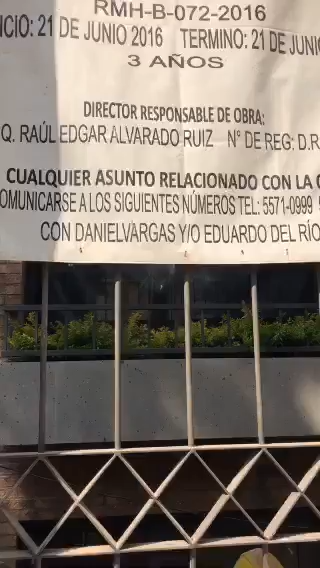 RMH-B-072-2016
CIO: 21 DE JUNIO 2016 TERMINO: 21 DE JUNI
3 AÑOS
DIRECTOR RESPONSABLE DE OBRA:
Q. RAÚL EDGAR ALVARADO RUIZ N° DE REG: D.R
CUALQUIER ASUNTO RELACIONADO CON LA
OMUNICARSE A LOS SIGUIENTES NÚMEROS TEL: 5571-0999
CON DANIELVARGAS Y/O EDUARDO DEL RÍO